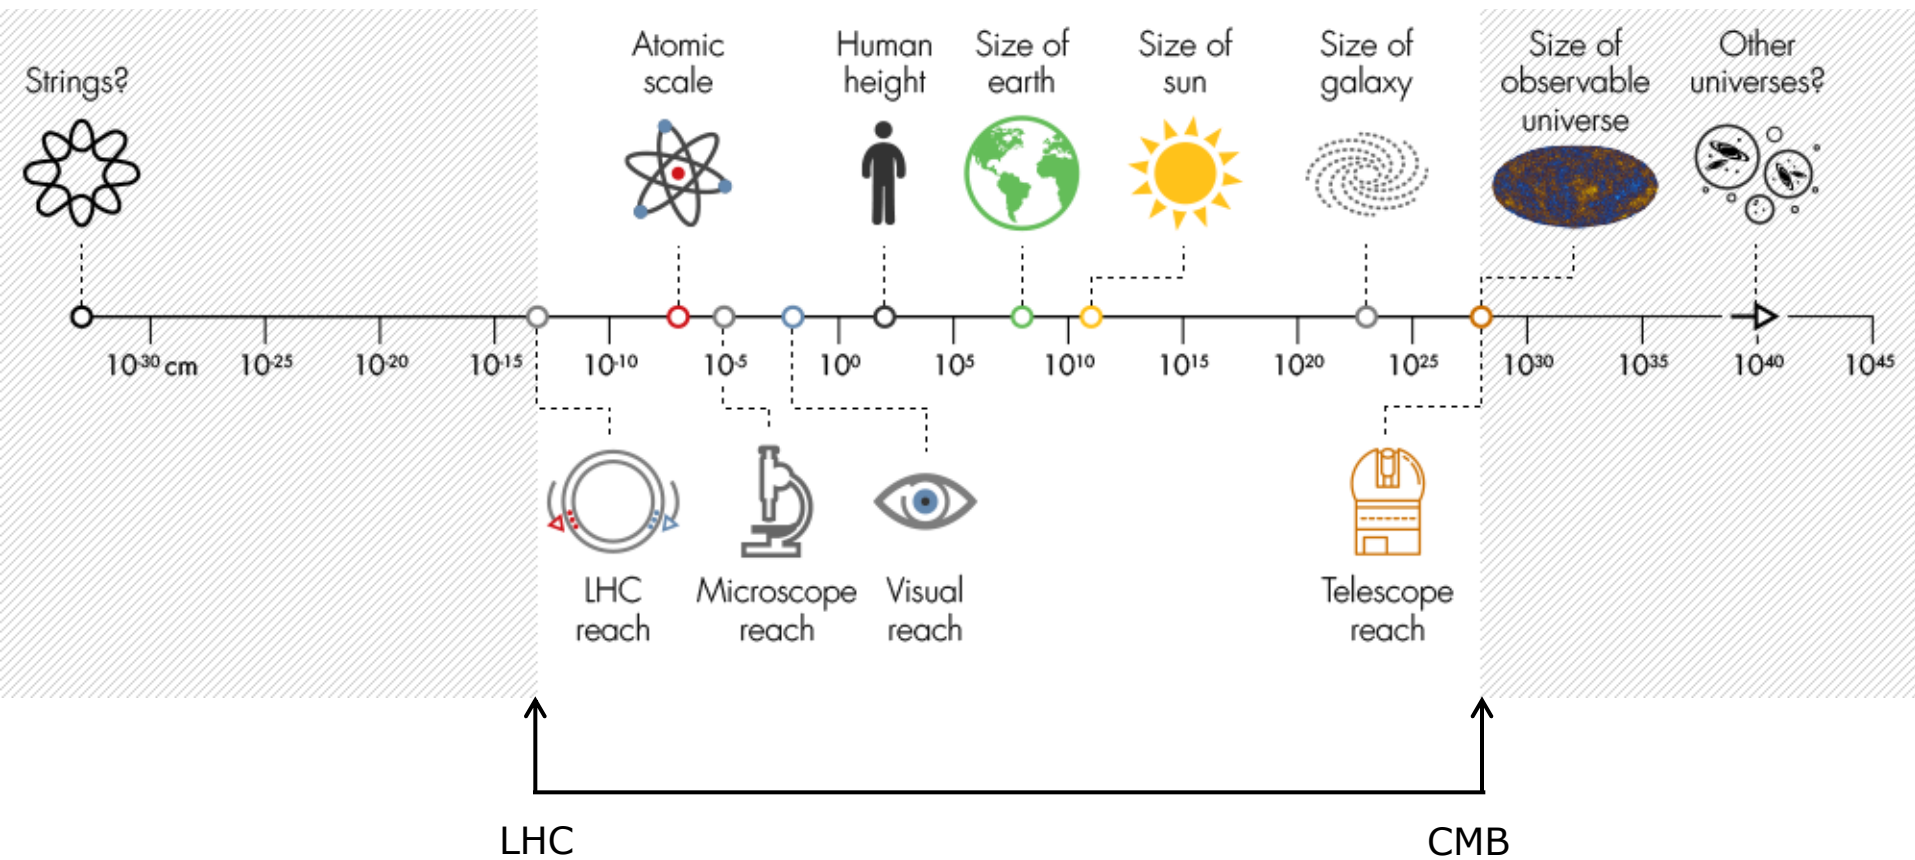 Strings?
Atomic
scale
Human
height
Size of
earth
Size of
sun
Size of
galaxy
Size of
observable
universe
Other
universes?
10⁻³⁰ cm
10⁻²⁵
10⁻²⁰
10⁻¹⁵
10⁻¹⁰
10⁻⁵
10⁰
10⁵
10¹⁰
10¹⁵
10²⁰
10²⁵
10³⁰
10³⁵
10⁴⁰
10⁴⁵
LHC
reach
Microscope
reach
Visual
reach
Telescope
reach
LHC
CMB